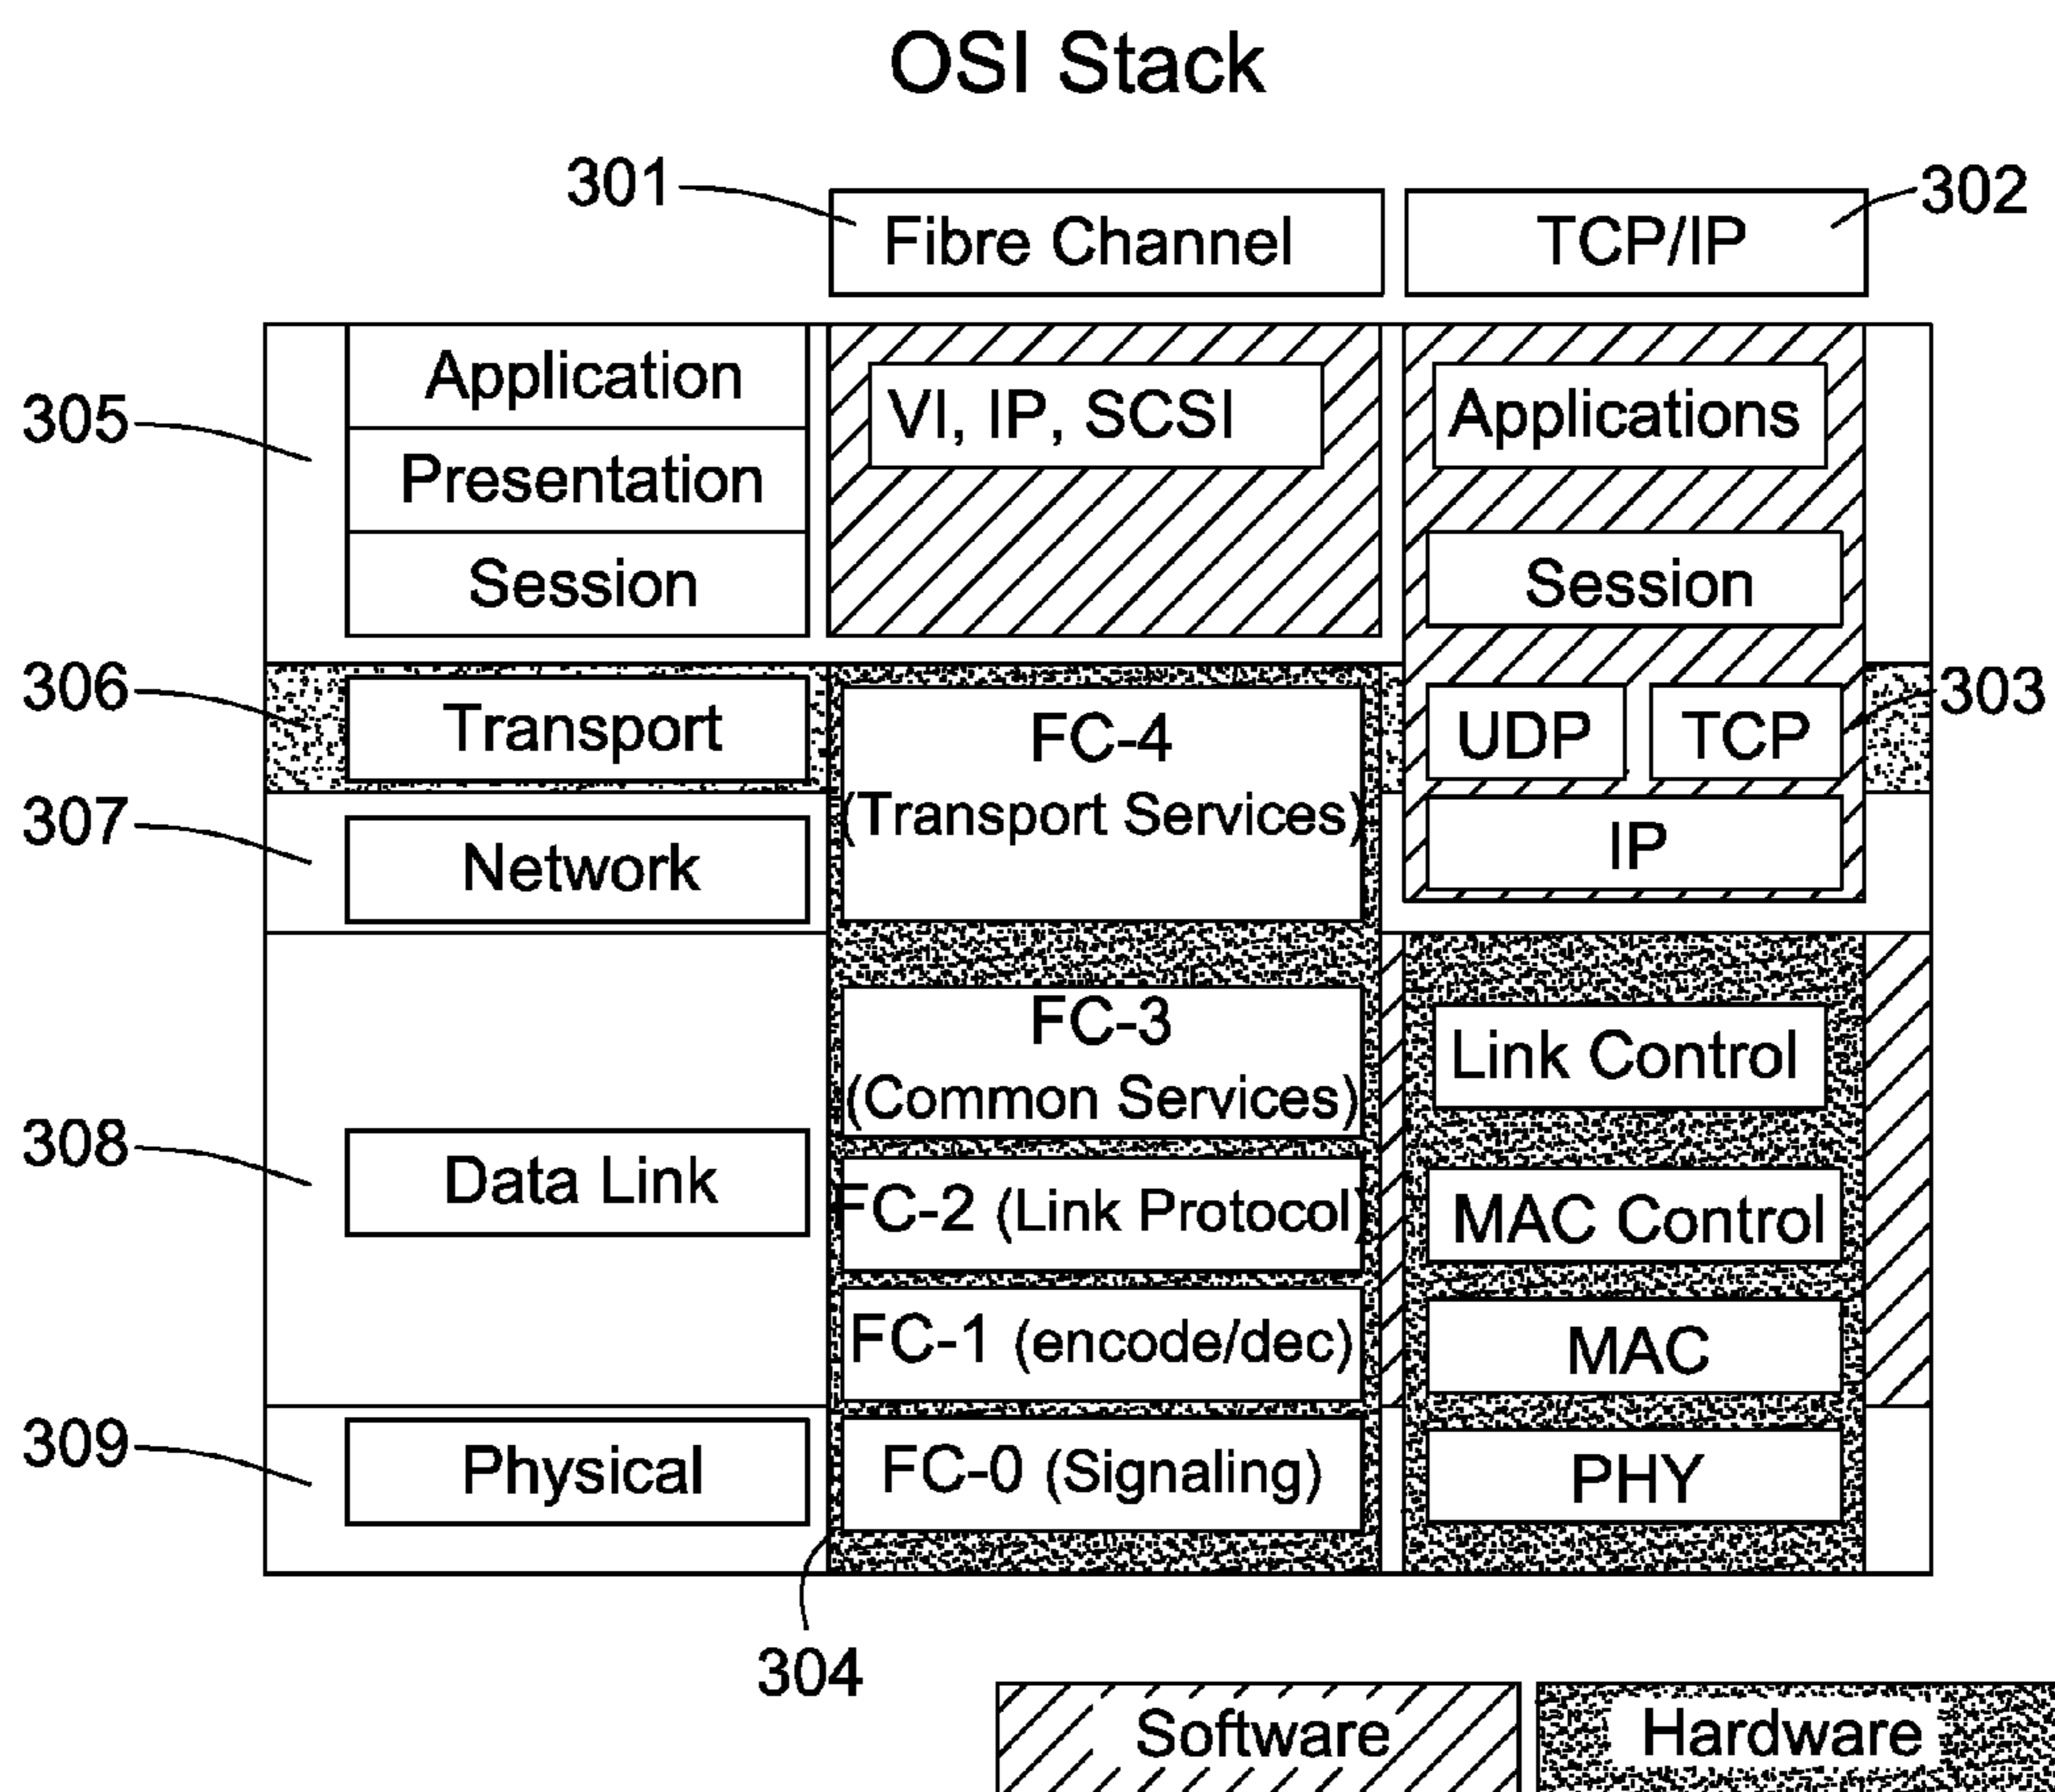 OSI Stack
301
Fibre Channel
TCP/IP
302
305
Application
Presentation
Session
VI, IP, SCSI
Applications
Session
306
Transport
FC-4
(Transport Services)
UDP
TCP
303
307
Network
IP
308
Data Link
FC-3
(Common Services)
FC-2 (Link Protocol)
FC-1 (encode/dec)
Link Control
MAC Control
MAC
309
Physical
FC-0 (Signaling)
PHY
304
Software
Hardware